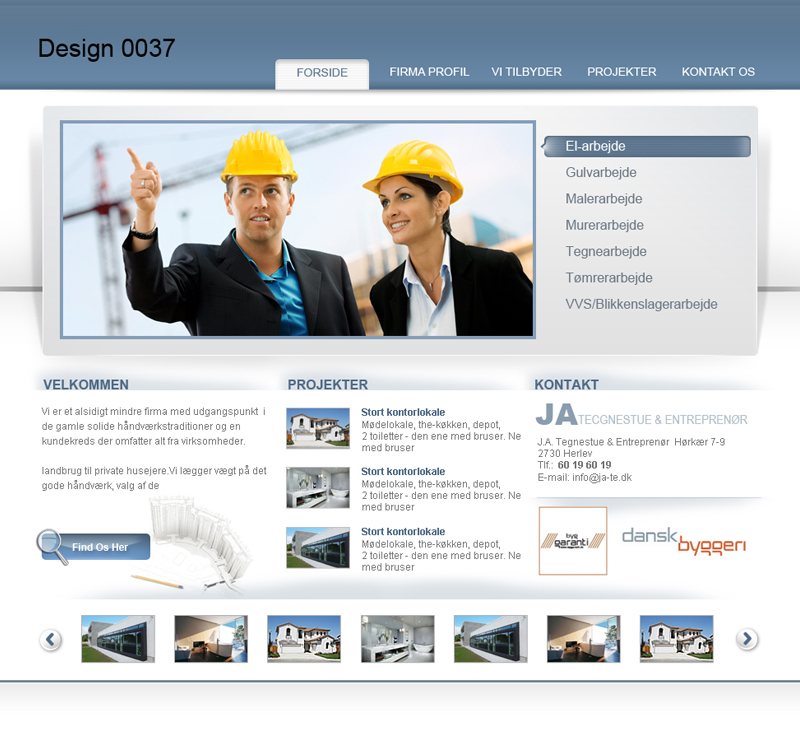 Design 0037
FORSIDE
FIRMA PROFIL
VI TILBYDER
PROJEKTER
KONTAKT OS
El-arbejde
Gulvarbejde
Malerarbejde
Murerarbejde
Tegnearbejde
Tømrerarbejde
VVS/Blikkenslagerarbejde
VELKOMMEN
Vi er et alsidigt mindre firma med udgangspunkt i
de gamle solide håndværkstraditioner og en
kundekreds der omfatter alt fra virksomheder.
landbrug til private husejere.Vi lægger vægt på det
gode håndværk, valg af de
Find Os Her
PROJEKTER
Stort kontorlokale
Mødelokale, the-køkken, depot,
2 toiletter - den ene med bruser. Ne
med bruser
Stort kontorlokale
Mødelokale, the-køkken, depot,
2 toiletter - den ene med bruser. Ne
med bruser
Stort kontorlokale
Mødelokale, the-køkken, depot,
2 toiletter - den ene med bruser. Ne
med bruser
KONTAKT
JA TECGNESTUE & ENTREPRENØR
J.A. Tegnestue & Entreprenør Hørkær 7-9
2730 Herlev
Tlf.: 60 19 60 19
E-mail: info@ja-te.dk
byg
garanti
dansk
byggeri